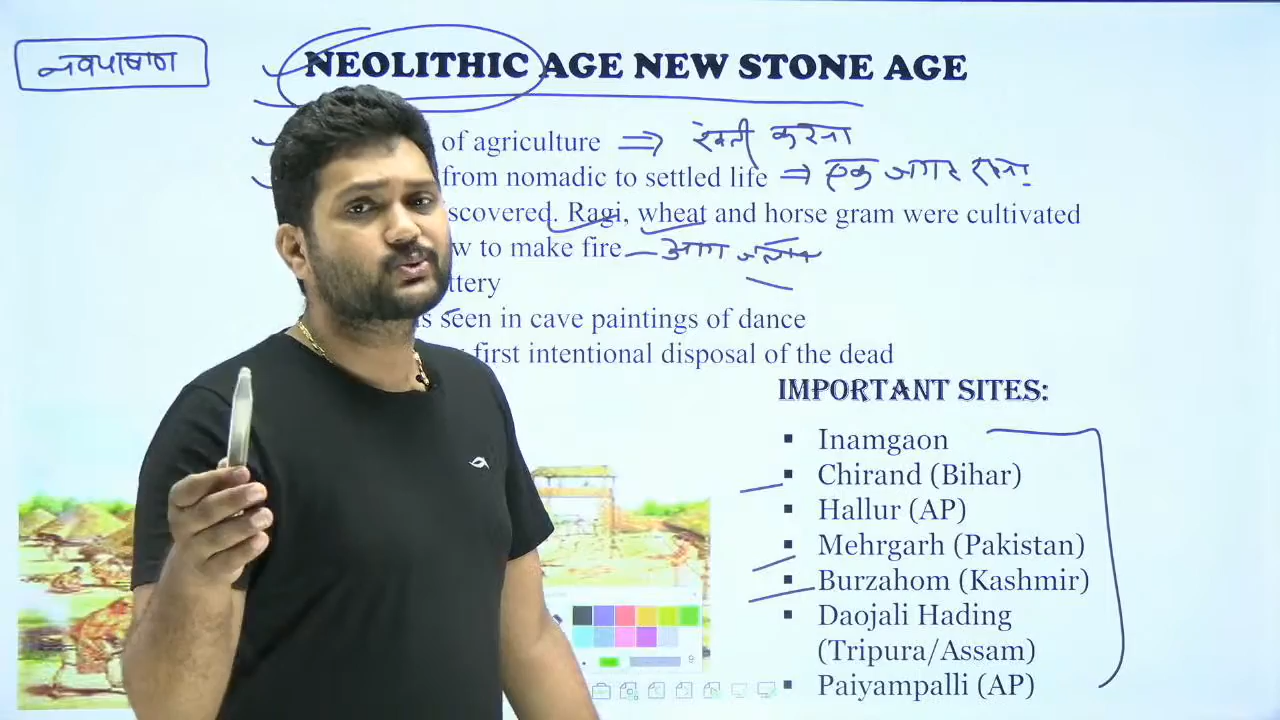 नवपाषाण
NEOLITHIC AGE NEW STONE AGE
of agriculture ⇒ खेती करना
from nomadic to settled life ⇒ एक जगह रहना
scovered. Ragi, wheat and horse gram were cultivated
w to make fire – आग जलाना
ttery
s seen in cave paintings of dance
first intentional disposal of the dead
IMPORTANT SITES:
▪ Inamgaon
▪ Chirand (Bihar)
▪ Hallur (AP)
▪ Mehrgarh (Pakistan)
▪ Burzahom (Kashmir)
▪ Daojali Hading
(Tripura/Assam)
▪ Paiyampalli (AP)